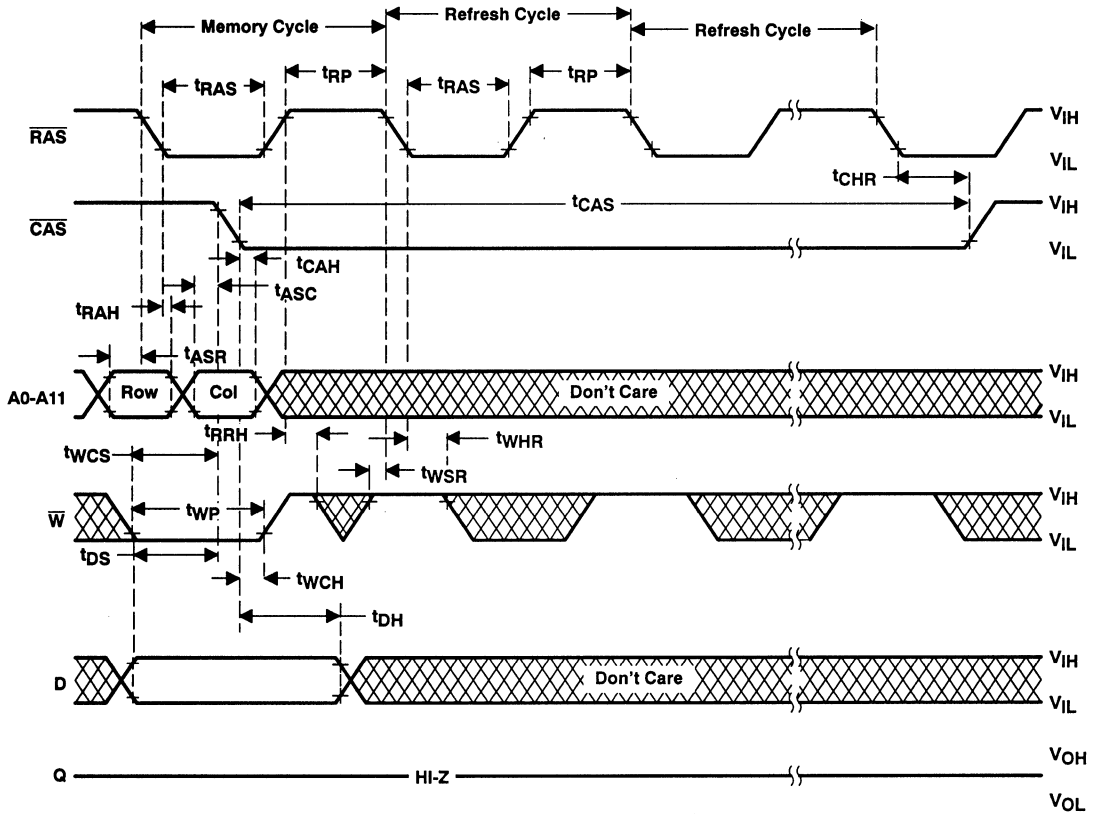 Memory Cycle
Refresh Cycle
Refresh Cycle
tRAS
tRP
tRAS
tRP
RAS
VIH
VIL
tCHR
CAS
tCAS
VIH
VIL
tCAH
tASC
tRAH
tASR
A0-A11
Row
Col
Don't Care
VIH
VIL
tRRH
tWHR
tWCS
tWSR
W
tWP
VIH
VIL
tDS
tWCH
tDH
D
Don't Care
VIH
VIL
Q
HI-Z
VOH
VOL